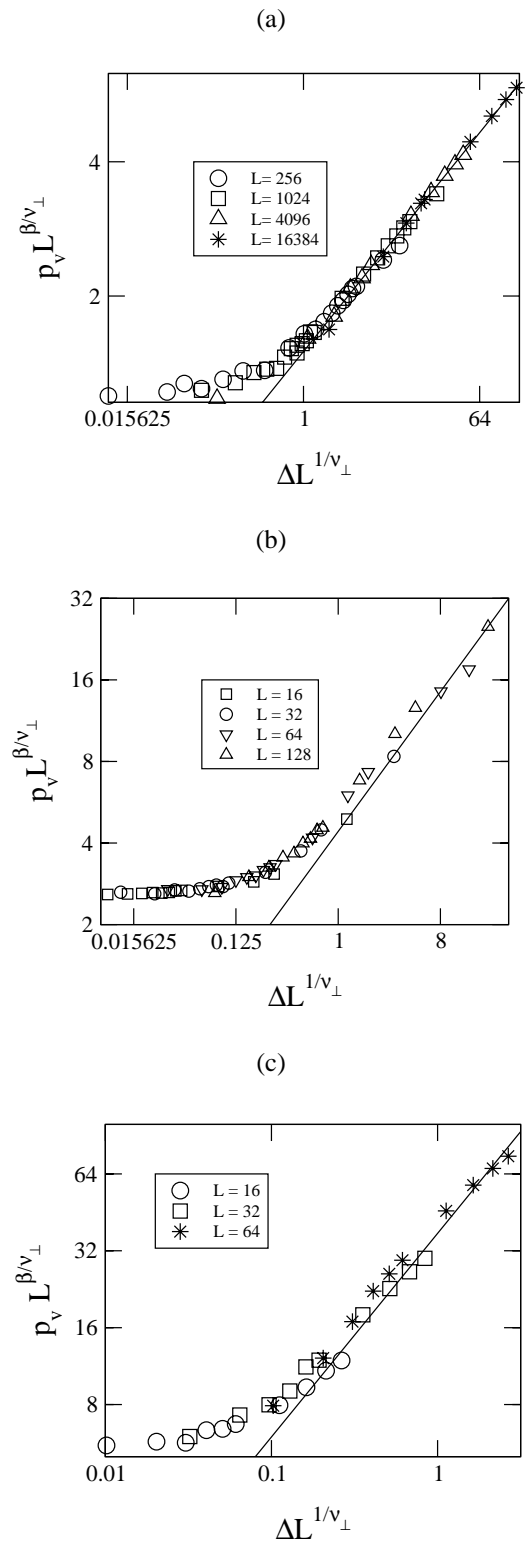 (a)
p_v L^{β/ν_⊥}
4
2
L= 256
L= 1024
L= 4096
L= 16384
0.015625 1 64
ΔL^{1/ν_⊥}
(b)
p_v L^{β/ν_⊥}
32
16
8
4
2
L = 16
L = 32
L = 64
L = 128
0.015625 0.125 1 8
ΔL^{1/ν_⊥}
(c)
p_v L^{β/ν_⊥}
64
32
16
8
L = 16
L = 32
L = 64
0.01 0.1 1
ΔL^{1/ν_⊥}